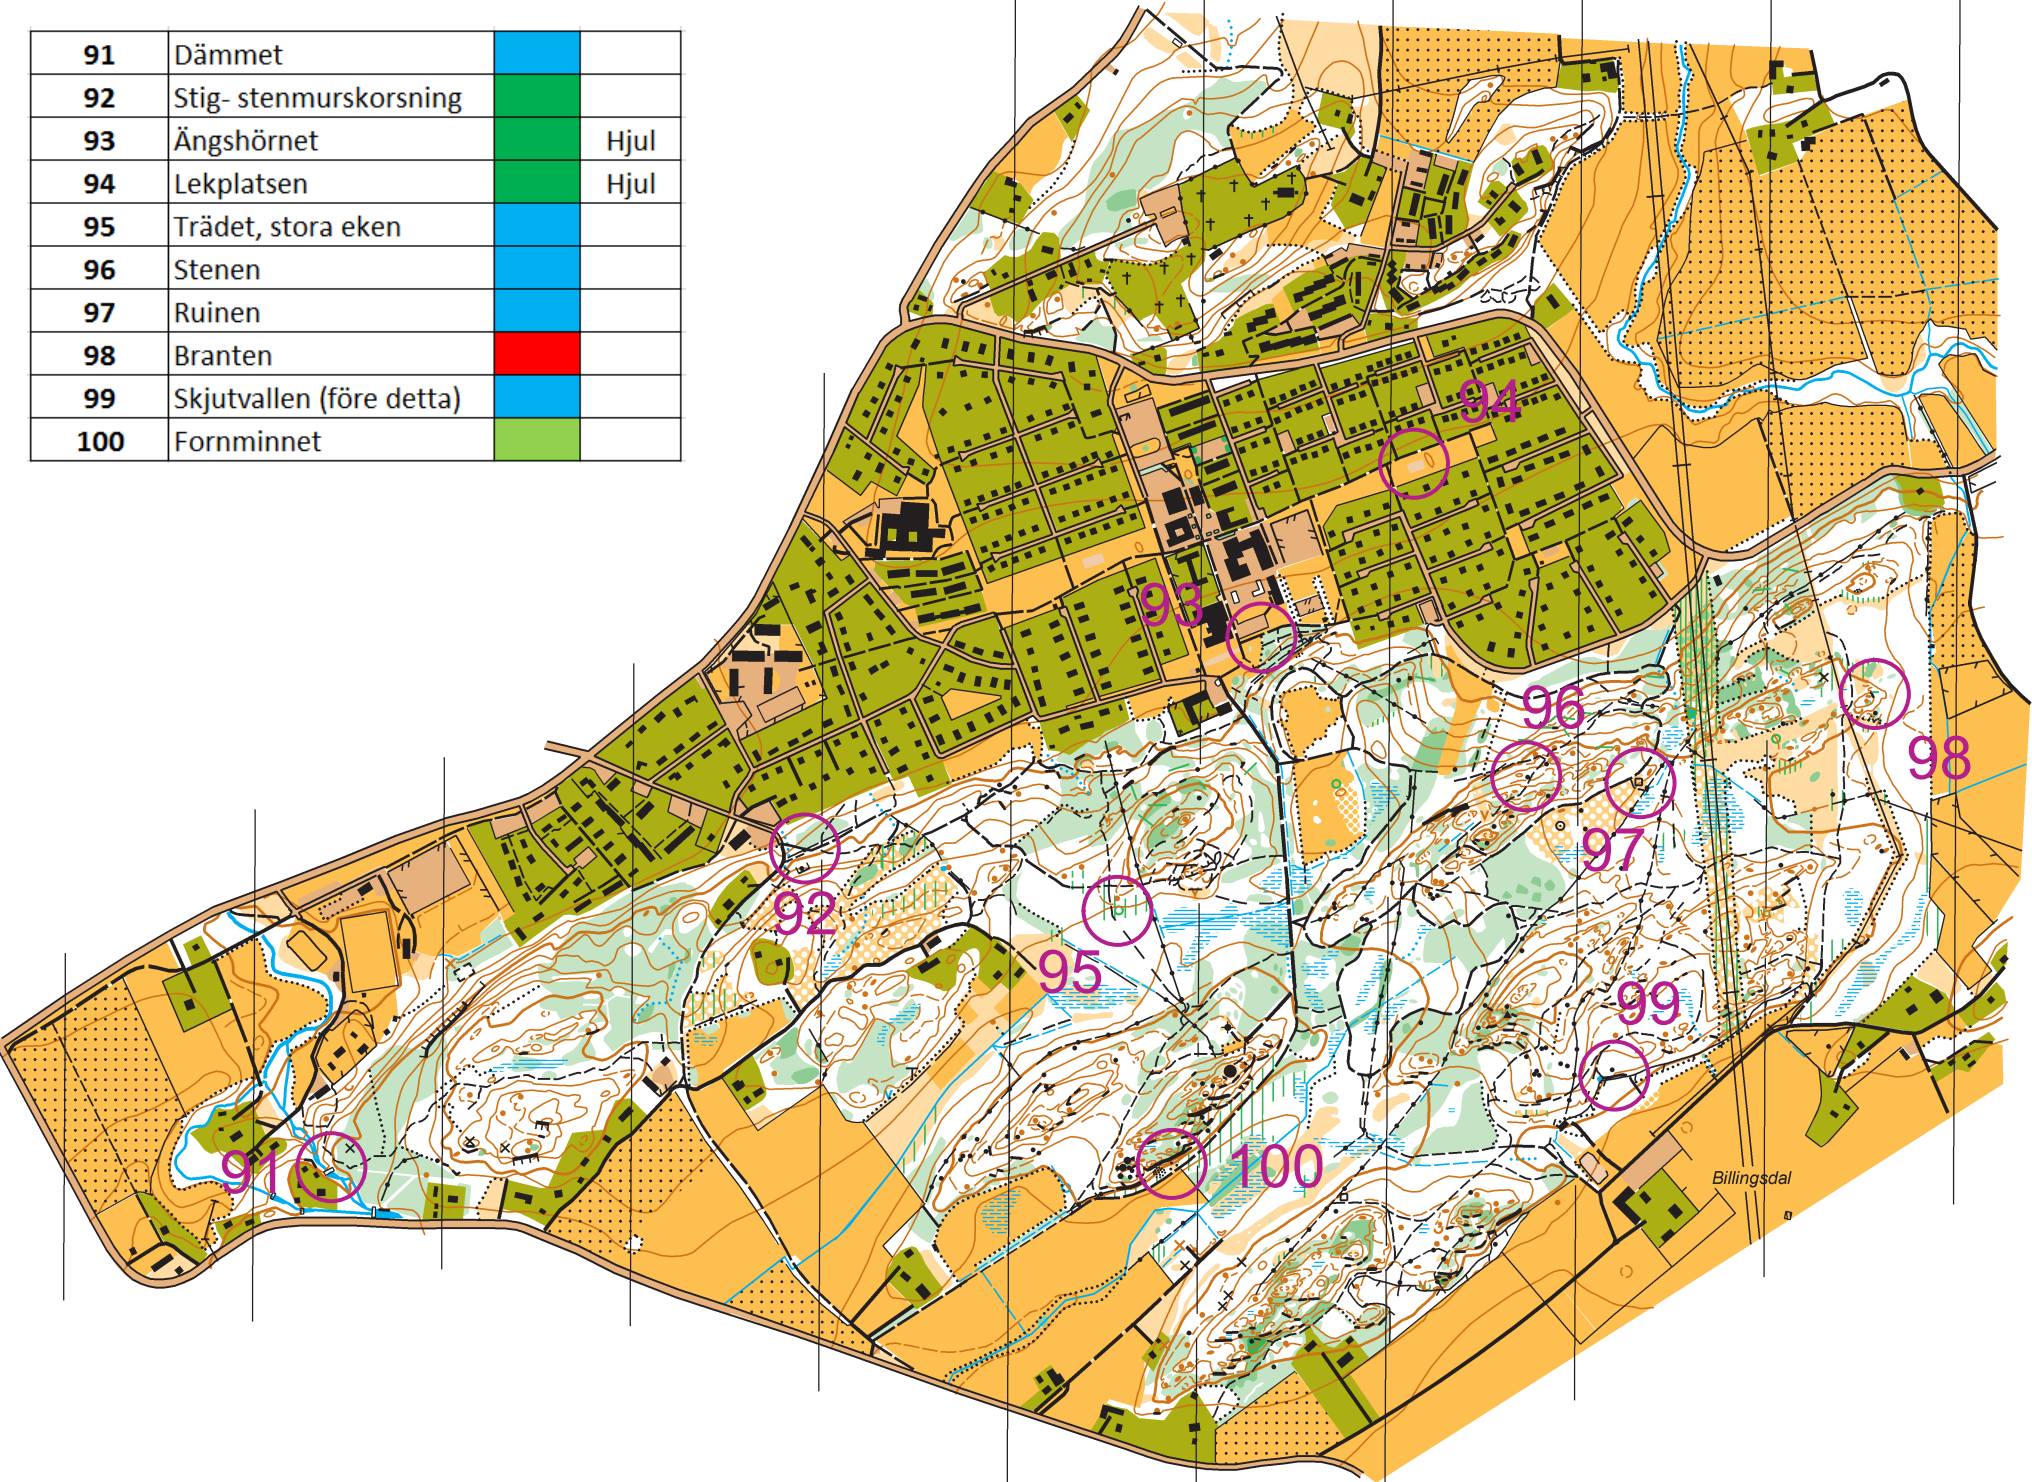 91 Dämmet
92 Stig- stenmurskorsning
93 Ängshörnet Hjul
94 Lekplatsen Hjul
95 Trädet, stora eken
96 Stenen
97 Ruinen
98 Branten
99 Skjutvallen (före detta)
100 Fornminnet
94
93
96
98
97
92
95
99
91
100
Billingsdal